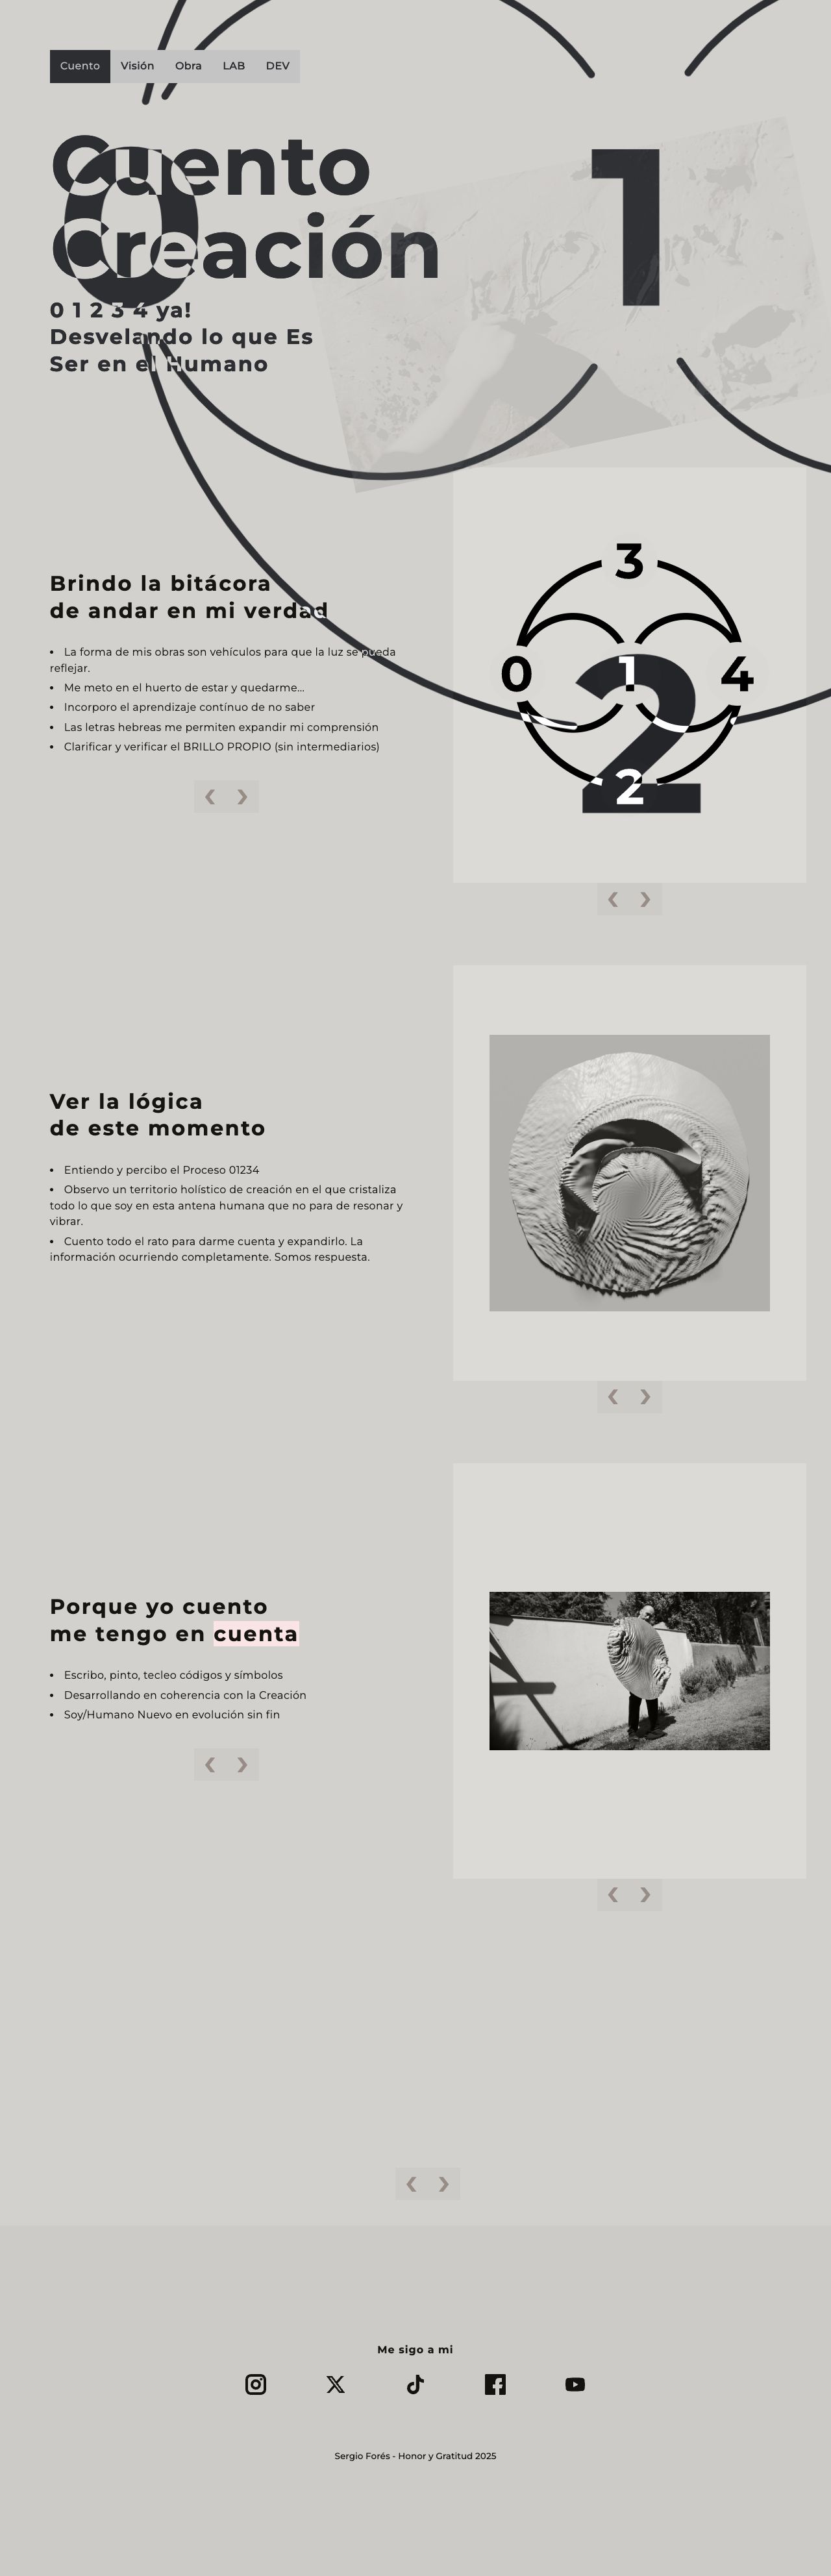 Cuento
Visión
Obra
LAB
DEV
Cuento
Creación
0
1
0 1 2 3 4 ya!
Desvelando lo que Es
Ser en el Humano
Brindo la bitácora
de andar en mi verdad
• La forma de mis obras son vehículos para que la luz se pueda
reflejar.
• Me meto en el huerto de estar y quedarme...
• Incorporo el aprendizaje contínuo de no saber
• Las letras hebreas me permiten expandir mi comprensión
• Clarificar y verificar el BRILLO PROPIO (sin intermediarios)
3
0
1
4
2
2
Ver la lógica
de este momento
• Entiendo y percibo el Proceso 01234
• Observo un territorio holístico de creación en el que cristaliza
todo lo que soy en esta antena humana que no para de resonar y
vibrar.
• Cuento todo el rato para darme cuenta y expandirlo. La
información ocurriendo completamente. Somos respuesta.
Porque yo cuento
me tengo en cuenta
• Escribo, pinto, tecleo códigos y símbolos
• Desarrollando en coherencia con la Creación
• Soy/Humano Nuevo en evolución sin fin
Me sigo a mi
Sergio Forés - Honor y Gratitud 2025